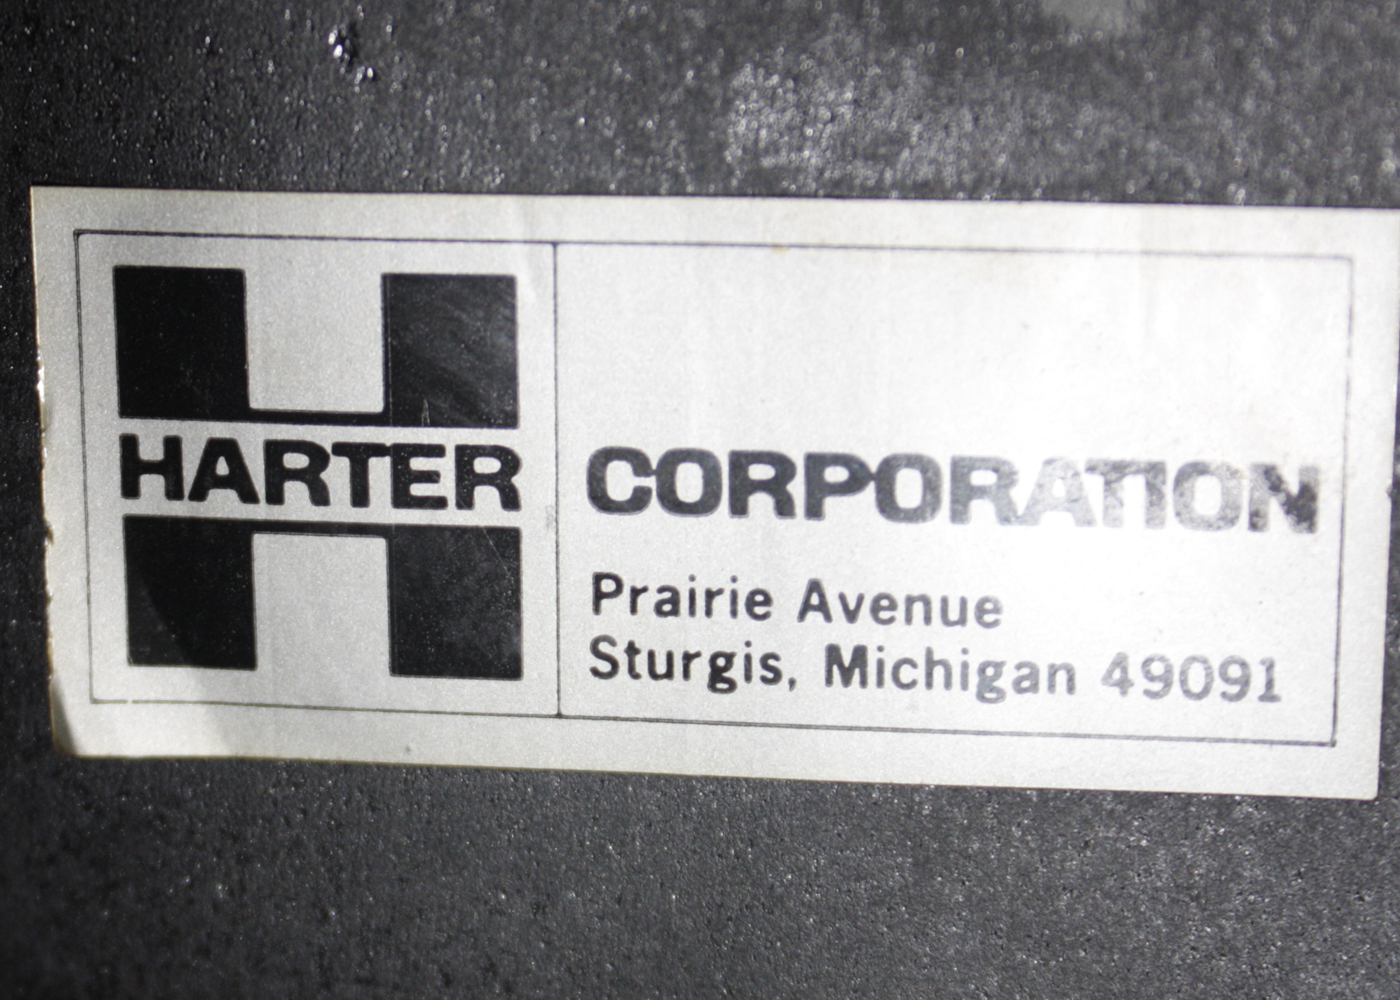 HARTER
CORPORATION
Prairie Avenue
Sturgis, Michigan 49091